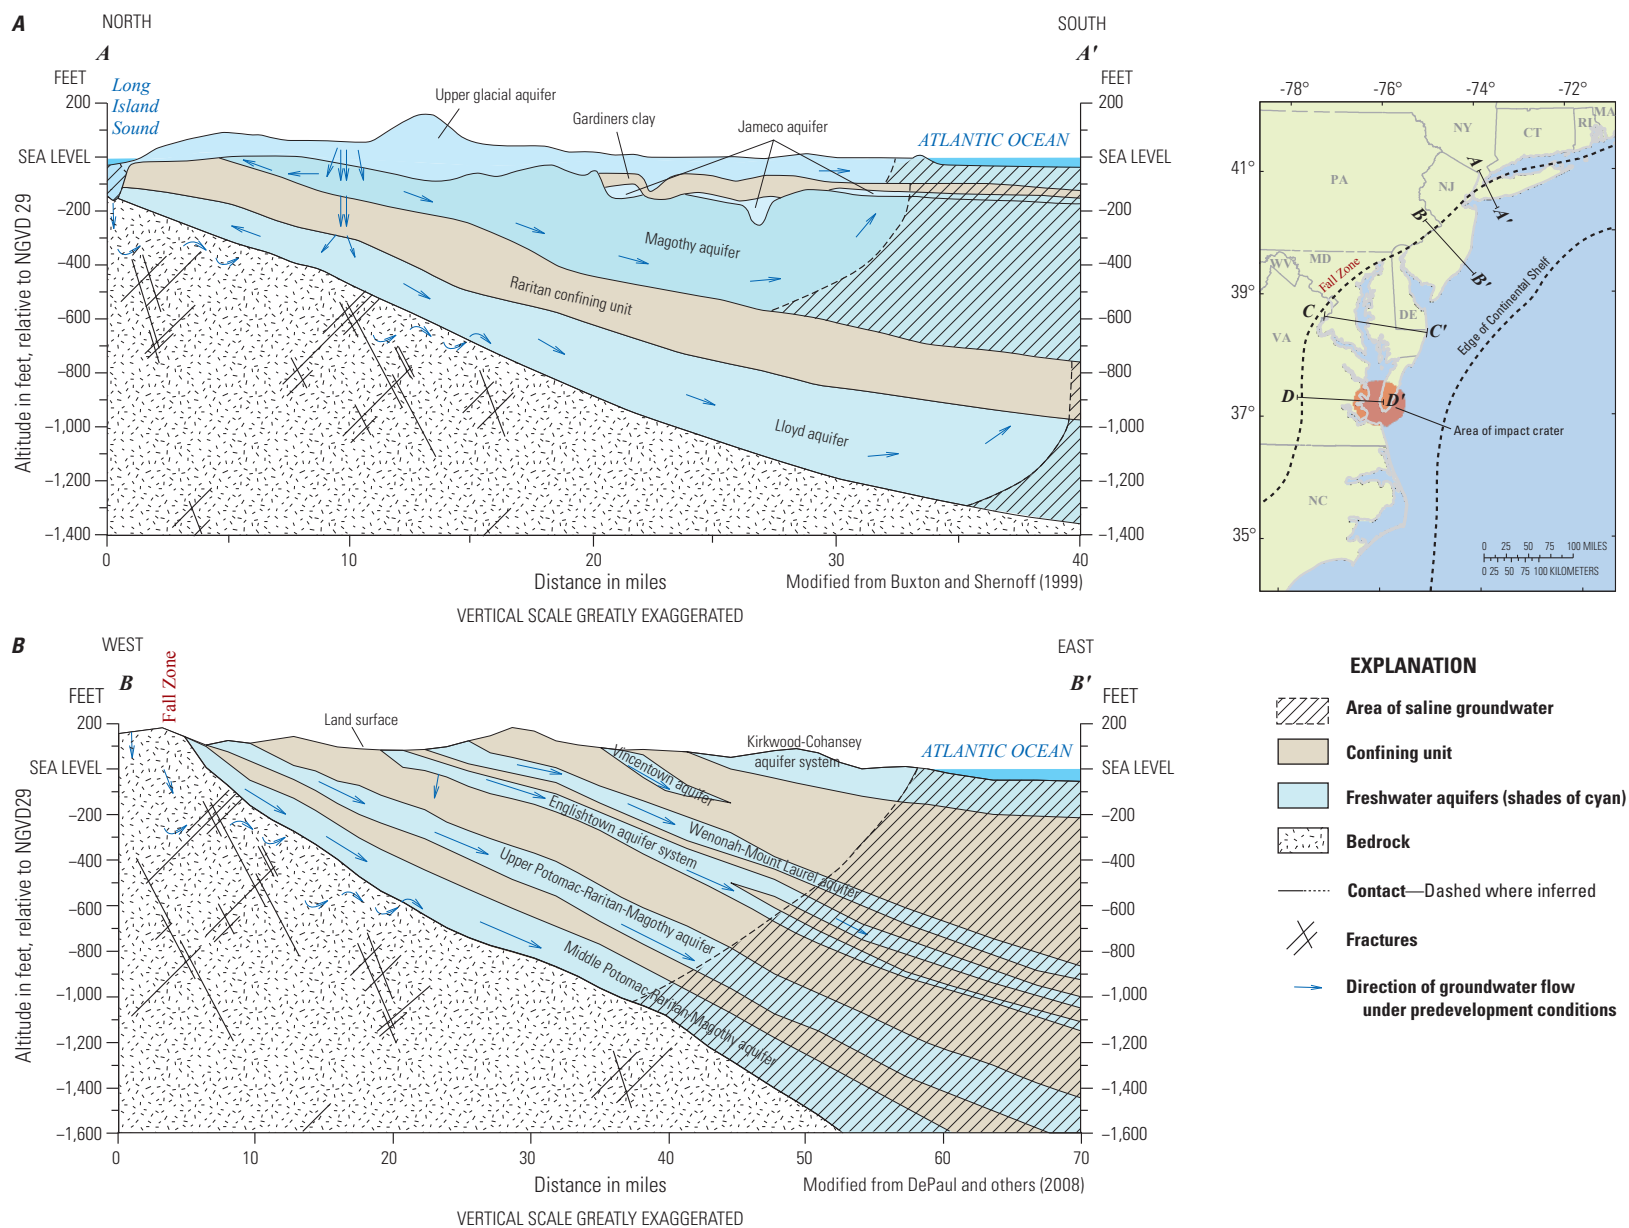 A
NORTH
SOUTH
A
A'
FEET
FEET
Long
Island
Sound
Upper glacial aquifer
Gardiners clay
Jameco aquifer
ATLANTIC OCEAN
200
SEA LEVEL
–200
–400
–600
–800
–1,000
–1,200
–1,400
200
SEA LEVEL
–200
–400
–600
–800
–1,000
–1,200
–1,400
Altitude in feet, relative to NGVD 29
Magothy aquifer
Raritan confining unit
Lloyd aquifer
0
10
20
30
40
Distance in miles
Modified from Buxton and Shernoff (1999)
VERTICAL SCALE GREATLY EXAGGERATED
-78°
-76°
-74°
-72°
41°
39°
37°
35°
NY
CT
RI
MA
PA
NJ
MD
WV
DE
VA
NC
A
A'
B
B'
C
C'
D
D'
Fall Zone
Edge of Continental Shelf
Area of impact crater
0 25 50 75 100 MILES
0 25 50 75 100 KILOMETERS
B
WEST
EAST
B
B'
Fall Zone
FEET
FEET
Land surface
Vincentown aquifer
Kirkwood-Cohansey
aquifer system
ATLANTIC OCEAN
200
SEA LEVEL
–200
–400
–600
–800
–1,000
–1,200
–1,400
–1,600
200
SEA LEVEL
–200
–400
–600
–800
–1,000
–1,200
–1,400
–1,600
Altitude in feet, relative to NGVD29
Englishtown aquifer system
Wenonah-Mount Laurel aquifer
Upper Potomac-Raritan-Magothy aquifer
Middle Potomac-Raritan-Magothy aquifer
0
10
20
30
40
50
60
70
Distance in miles
Modified from DePaul and others (2008)
VERTICAL SCALE GREATLY EXAGGERATED
EXPLANATION
Area of saline groundwater
Confining unit
Freshwater aquifers (shades of cyan)
Bedrock
Contact—Dashed where inferred
Fractures
Direction of groundwater flow
under predevelopment conditions